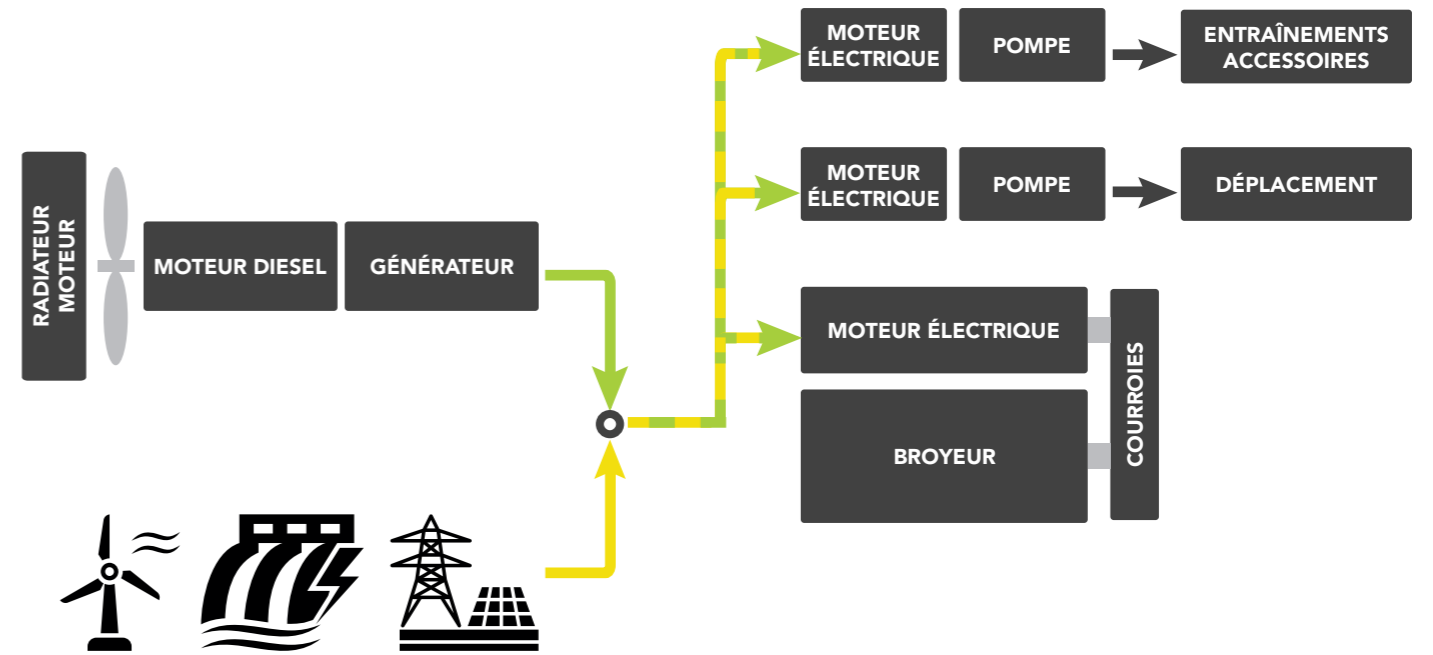 MOTEUR
ÉLECTRIQUE
POMPE
ENTRAÎNEMENTS
ACCESSOIRES
MOTEUR
ÉLECTRIQUE
POMPE
DÉPLACEMENT
RADIATEUR
MOTEUR
MOTEUR DIESEL
GÉNÉRATEUR
MOTEUR ÉLECTRIQUE
COURROIES
BROYEUR